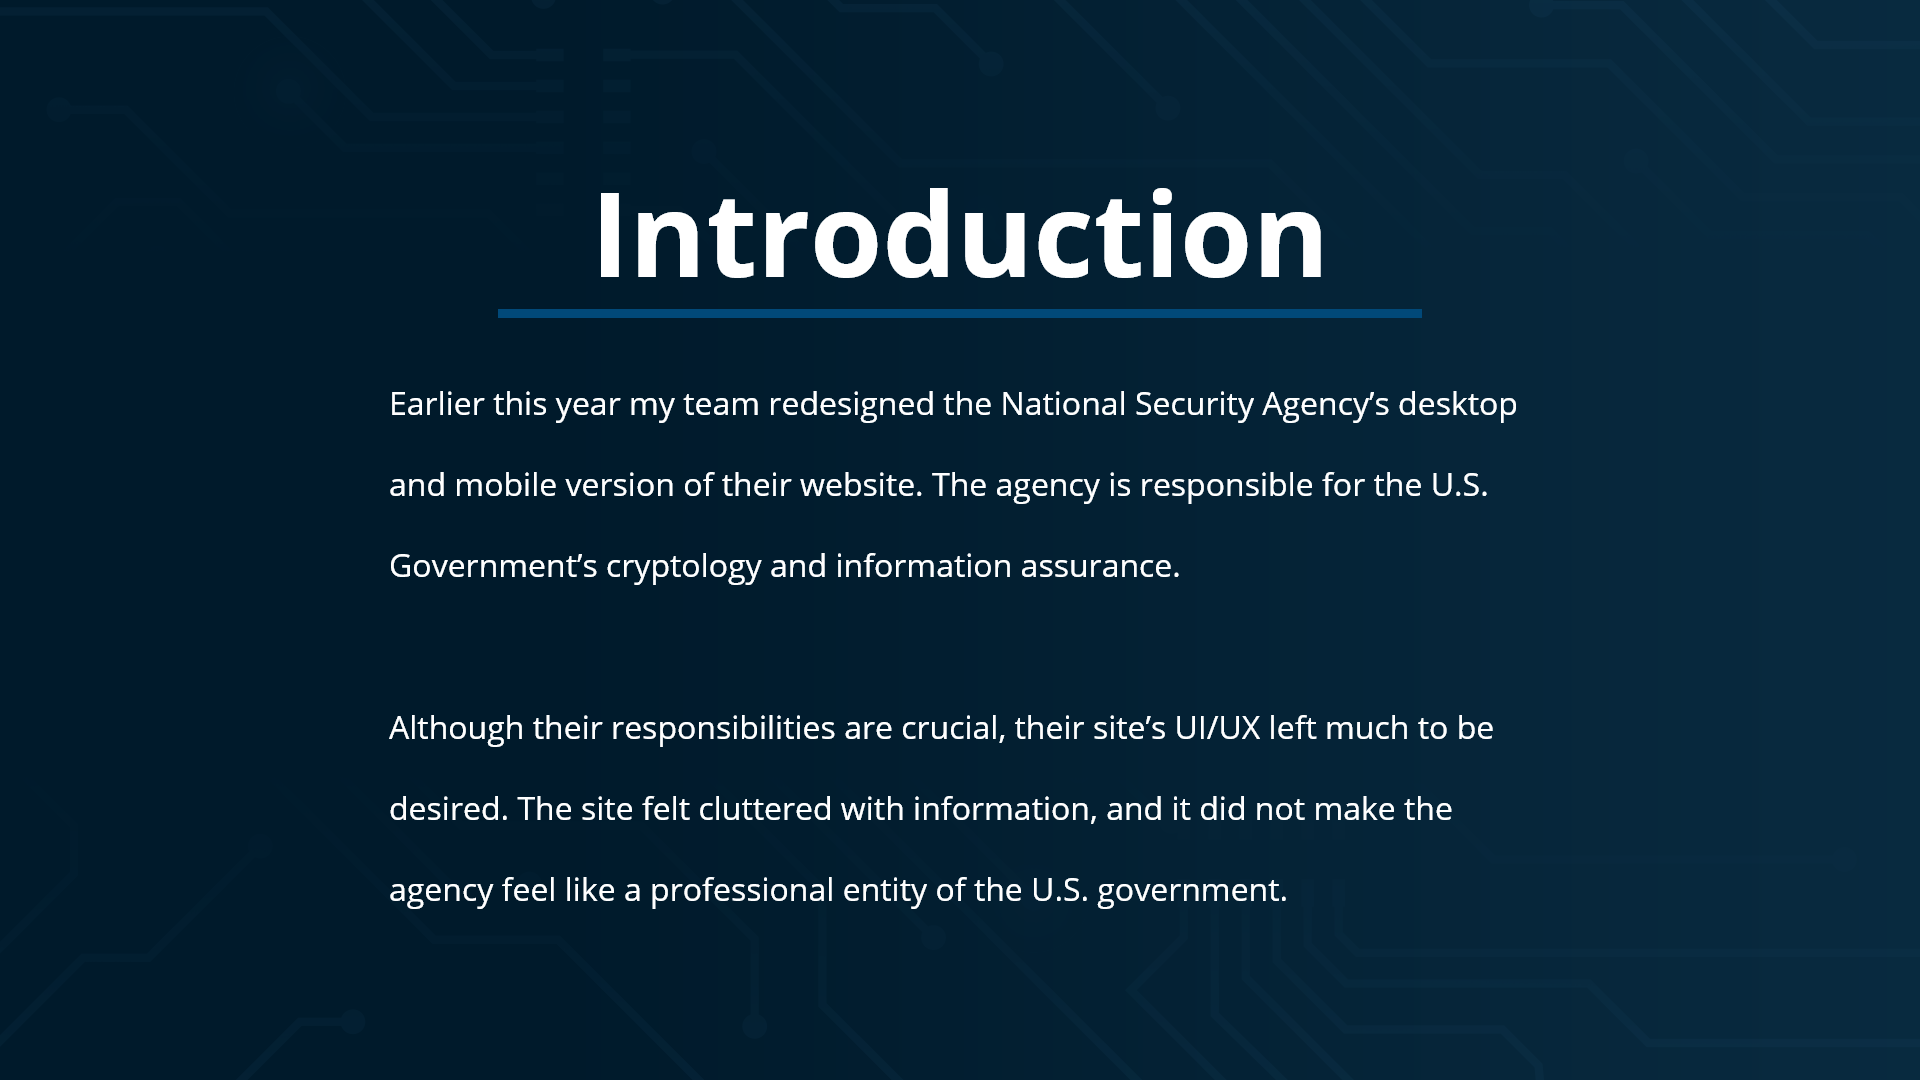 Introduction
Earlier this year my team redesigned the National Security Agency’s desktop
and mobile version of their website. The agency is responsible for the U.S.
Government’s cryptology and information assurance.
Although their responsibilities are crucial, their site’s UI/UX left much to be
desired. The site felt cluttered with information, and it did not make the
agency feel like a professional entity of the U.S. government.